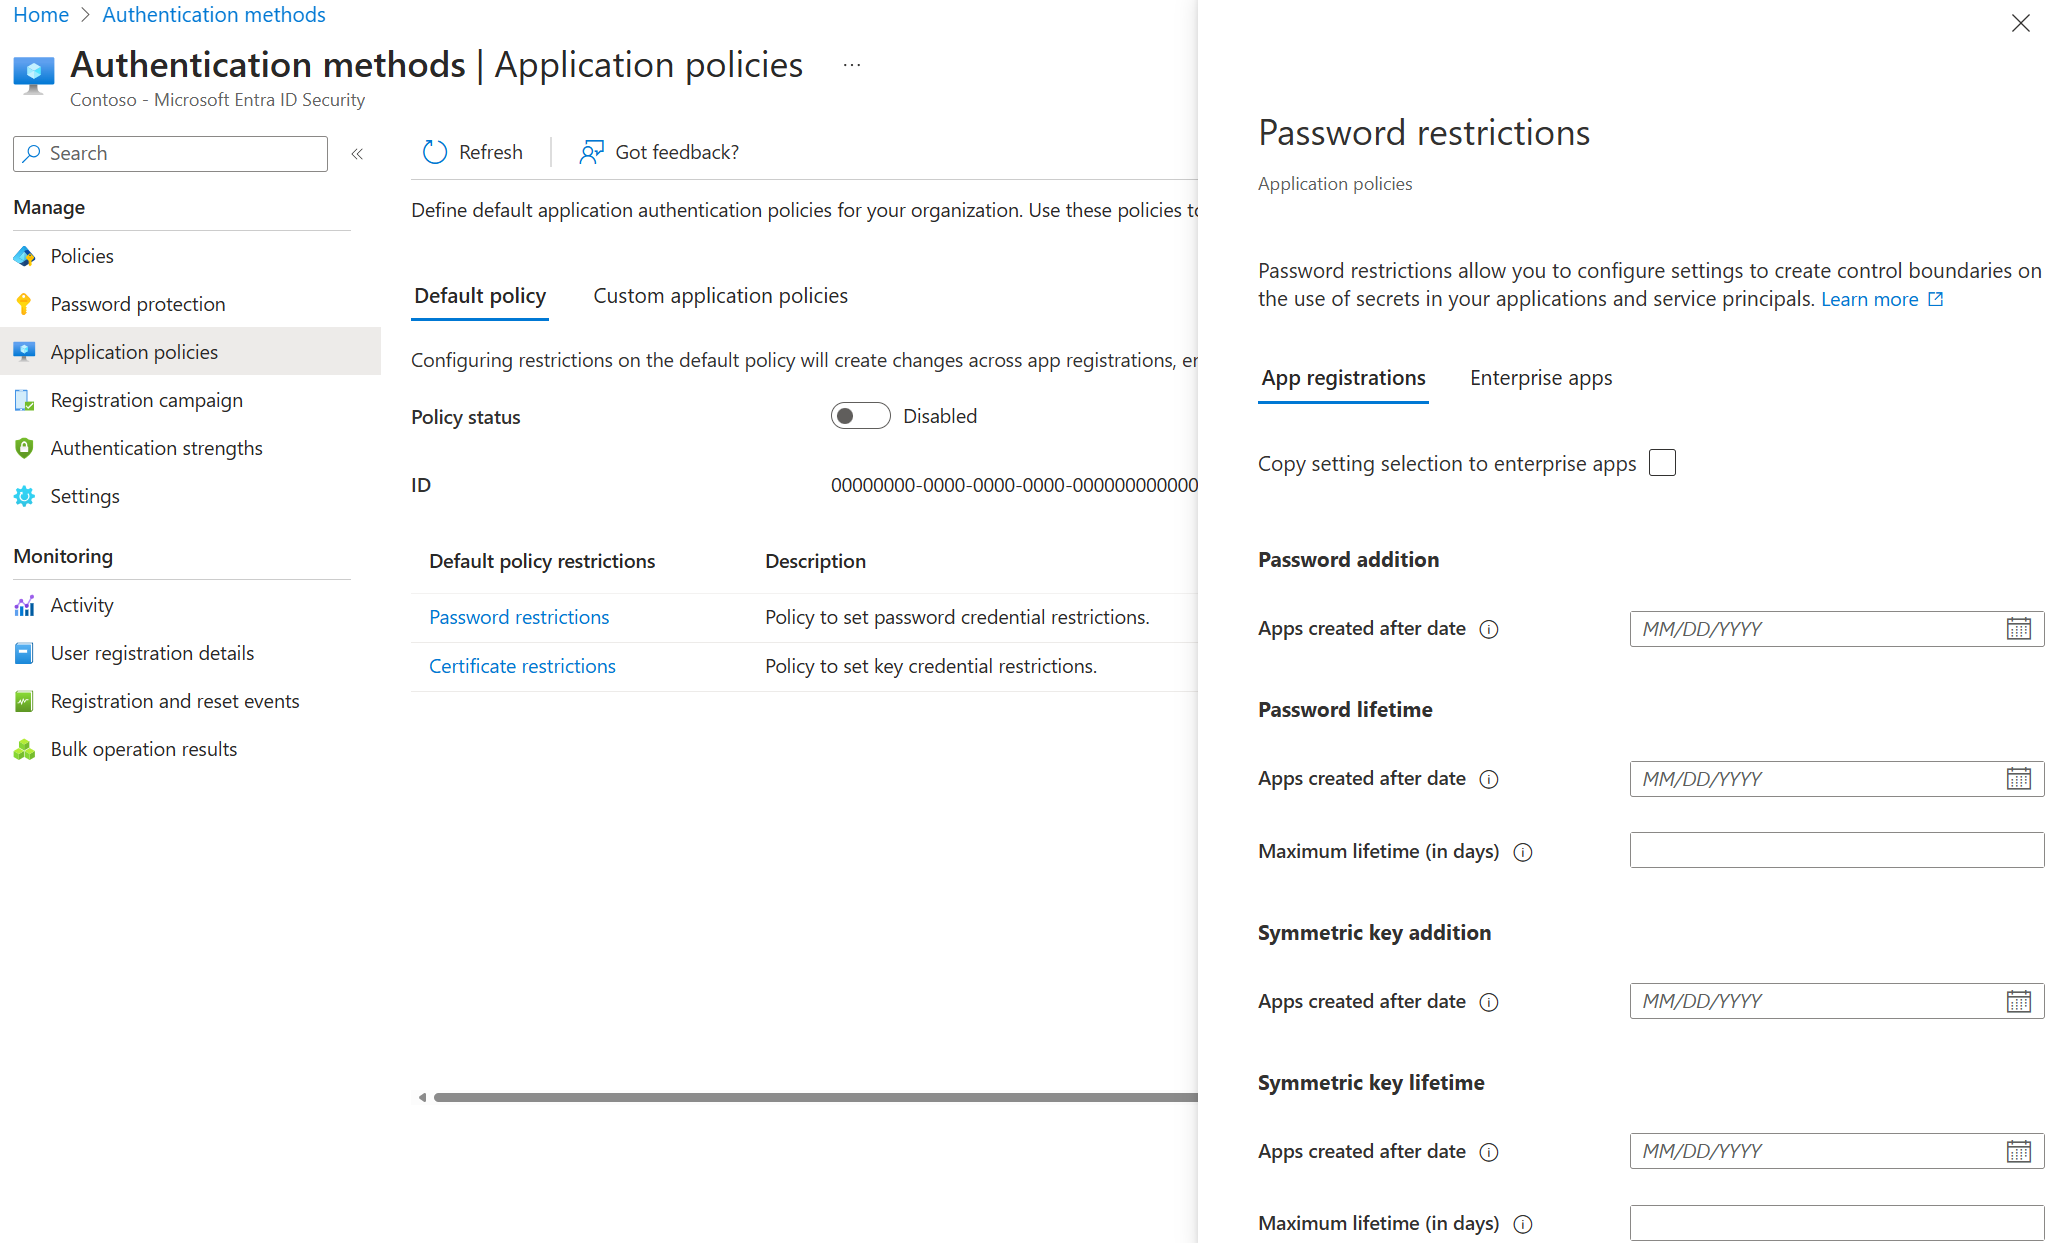 Home > Authentication methods
Authentication methods | Application policies ...
Contoso - Microsoft Entra ID Security
Search
«
Manage
Policies
Password protection
Application policies
Registration campaign
Authentication strengths
Settings
Monitoring
Activity
User registration details
Registration and reset events
Bulk operation results
Refresh
Got feedback?
Define default application authentication policies for your organization. Use these policies to
Default policy
Custom application policies
Configuring restrictions on the default policy will create changes across app registrations, en
Policy status
Disabled
ID
00000000-0000-0000-0000-000000000000
Default policy restrictions
Description
Password restrictions
Policy to set password credential restrictions.
Certificate restrictions
Policy to set key credential restrictions.
Password restrictions
Application policies
Password restrictions allow you to configure settings to create control boundaries on
the use of secrets in your applications and service principals. Learn more
App registrations
Enterprise apps
Copy setting selection to enterprise apps
Password addition
Apps created after date
MM/DD/YYYY
Password lifetime
Apps created after date
MM/DD/YYYY
Maximum lifetime (in days)
Symmetric key addition
Apps created after date
MM/DD/YYYY
Symmetric key lifetime
Apps created after date
MM/DD/YYYY
Maximum lifetime (in days)